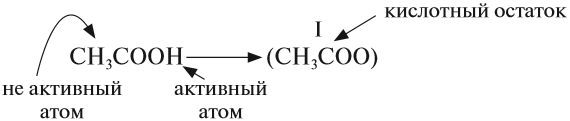 кислотный остаток
I
CH₃COOH (CH₃COO)
не активный активный
атом атом